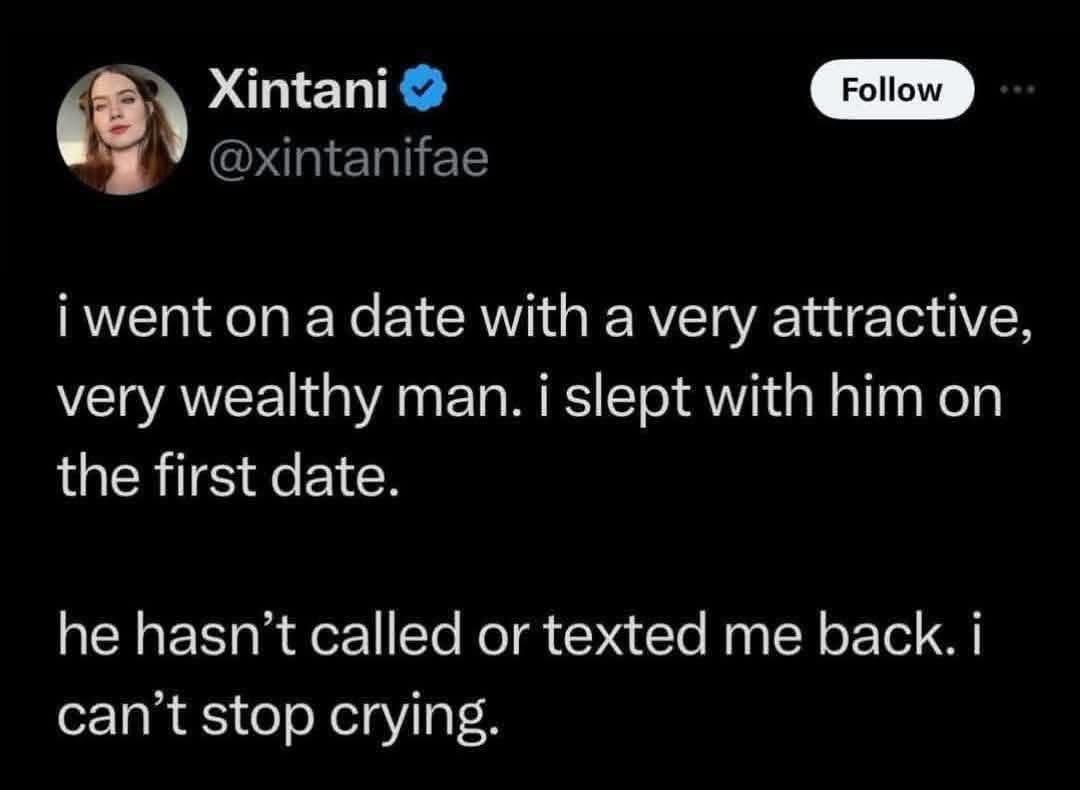 Xintani
Follow
@xintanifae
i went on a date with a very attractive,
very wealthy man. i slept with him on
the first date.
he hasn’t called or texted me back. i
can’t stop crying.